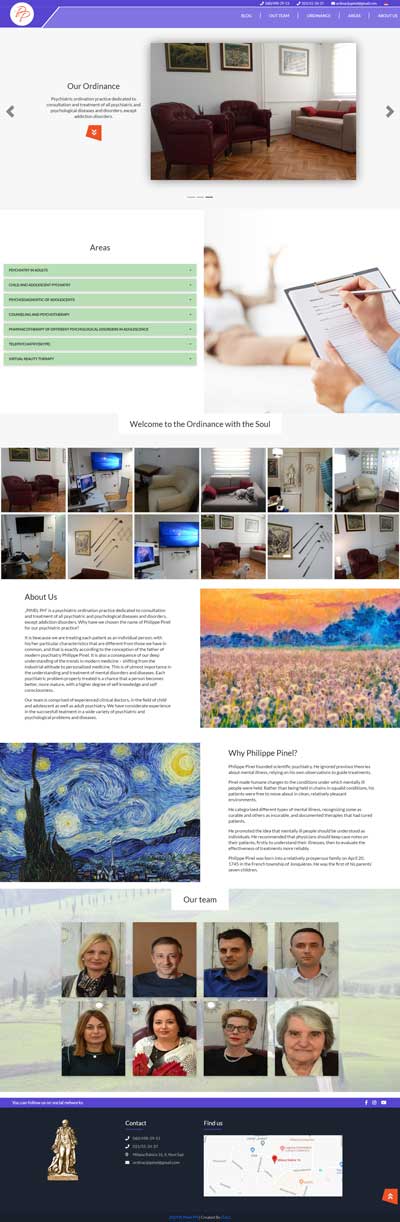 PP
060/498-29-51 021/55-34-37 ordinacijapinel@gmail.com
BLOG OUR TEAM ORDINANCE AREAS ABOUT US
Our Ordinance
Psychiatric ordination practice dedicated to
consultation and treatment of all psychiatric and
psychological diseases and disorders, except
addiction disorders.
Areas
PSYCHIATRY IN ADULTS
CHILD AND ADOLESCENT PSYCHIATRY
PSYCHODIAGNOSTIC OF ADOLESCENTS
COUNSELING AND PSYCHOTHERAPY
PHARMACOTHERAPY OF DIFFERENT PSYCHOLOGICAL DISORDERS IN ADOLESCENCE
VIRTUAL REALITY THERAPY
Welcome to the Ordinance with the Soul
About Us
is a psychiatric ordination practice dedicated to consultation
and treatment of all psychiatric and psychological diseases and disorders,
except addiction disorders. Why have we chosen the name of Philippe Pinel
for our psychiatric practice?
It is because we are treating each patient as an individual person, with
his/her particular characteristics that are different from those we have in
common, and that is exactly according to the conception of the father of
modern psychiatry Philippe Pinel. It is also a consequence of our deep
understanding of the trends in modern medicine – shifting from the
industrial attitude to personalised medicine. This is of utmost importance in
the understanding and treatment of mental disorders and diseases. Each
psychiatric problem properly treated is a chance that a person becomes
better, more mature, with a higher degree of self knowledge and self
consciousness.
Our team is comprised of experienced clinical doctors, in the field of child
and adolescent as well as adult psychiatry. We have considerable experience
in the successful treatment in a wide variety of psychiatric and
psychological problems and diseases.
Why Philippe Pinel?
Philippe Pinel founded scientific psychiatry. He ignored previous theories
about mental illness, relying on his own observations to guide treatments.
Pinel made humane changes to the conditions under which mentally ill
people were held. Rather than being held in chains in squalid conditions, his
patients were free to move about in clean, relatively pleasant
environments.
He categorized different types of mental illness, recognizing some as
curable and others as incurable, and documented therapies that had cured
patients.
He promoted the idea that mentally ill people should be understood as
individuals. He recommended that physicians should keep case notes on
their patients, firstly to understand their illnesses, then to evaluate the
effectiveness of treatments more reliably.
Philippe Pinel was born into a relatively prosperous family on April 20,
1745 in the French township of Jonquières. He was the first of his parents'
seven children.
Our team
You can follow us on social networks
Contact
060/498-29-51
021/55-34-37
Milana Rakića 16, II, Novi Sad
ordinacijapinel@gmail.com
Find us
Milana Rakića 16
Created By